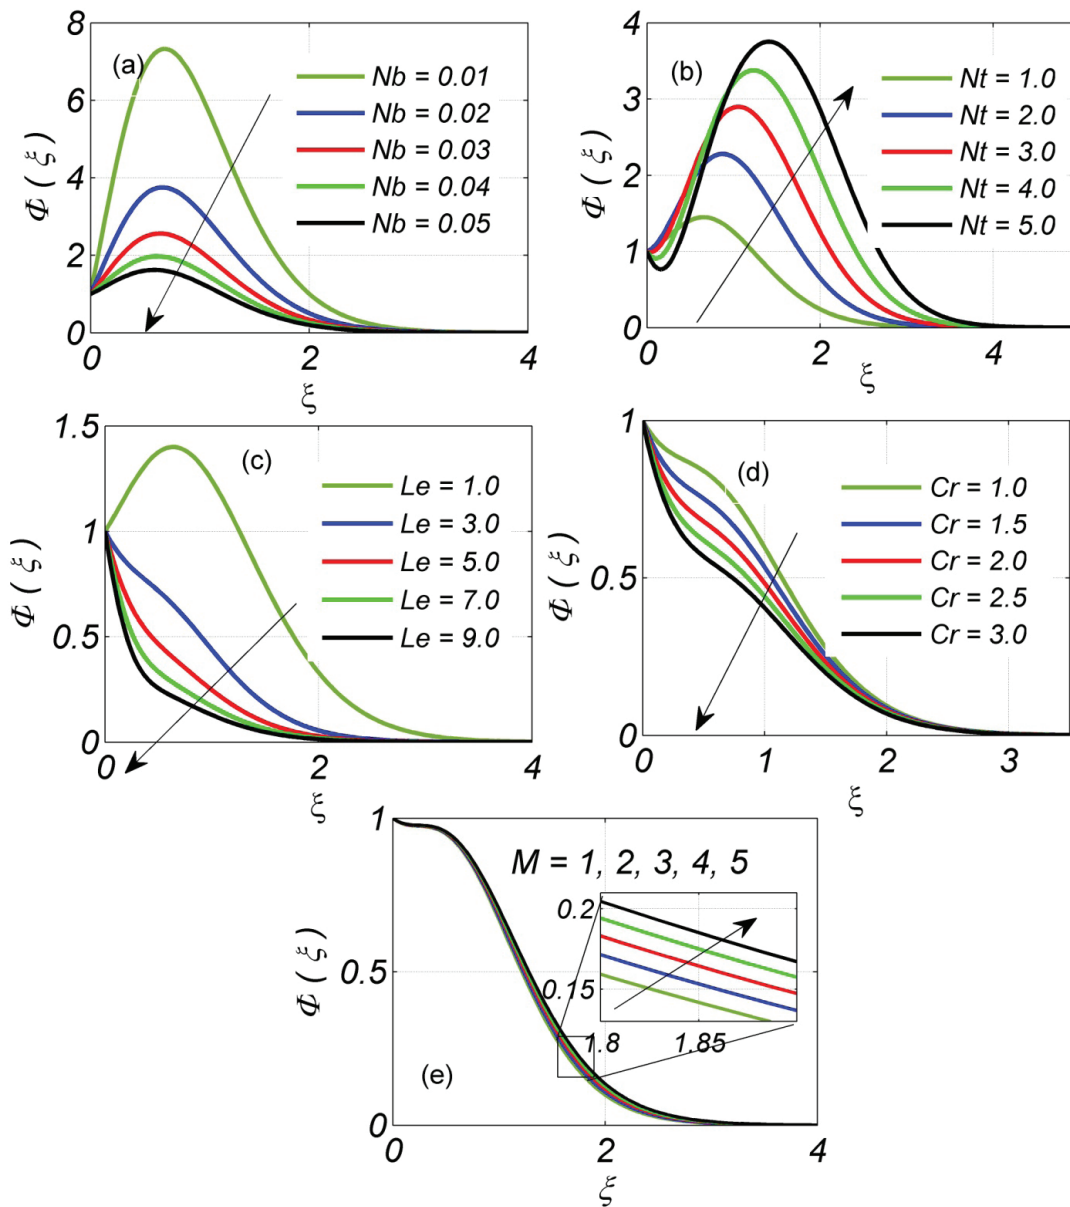 (a)
Nb = 0.01
Nb = 0.02
Nb = 0.03
Nb = 0.04
Nb = 0.05
8
6
4
2
0
Φ ( ξ )
0 2 4
ξ
(b)
Nt = 1.0
Nt = 2.0
Nt = 3.0
Nt = 4.0
Nt = 5.0
4
3
2
1
0
Φ ( ξ )
0 2 4
ξ
(c)
Le = 1.0
Le = 3.0
Le = 5.0
Le = 7.0
Le = 9.0
1.5
1
0.5
0
Φ ( ξ )
0 2 4
ξ
(d)
Cr = 1.0
Cr = 1.5
Cr = 2.0
Cr = 2.5
Cr = 3.0
1
0.5
0
Φ ( ξ )
0 1 2 3
ξ
M = 1, 2, 3, 4, 5
0.2
0.15
1.8 1.85
(e)
1
0.5
0
Φ ( ξ )
0 2 4
ξ